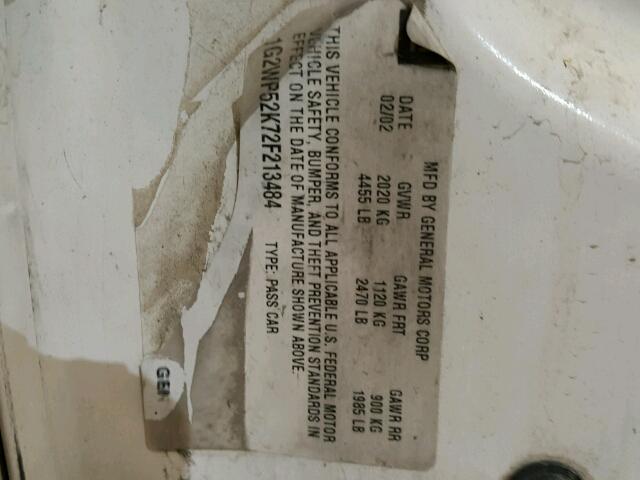 MFD BY GENERAL MOTORS CORP
DATE GVWR GAWR FRT GAWR RR
02/02 2020 KG 1120 KG 900 KG
4455 LB 2470 LB 1985 LB
THIS VEHICLE CONFORMS TO ALL APPLICABLE U.S. FEDERAL MOTOR
VEHICLE SAFETY, BUMPER, AND THEFT PREVENTION STANDARDS IN
EFFECT ON THE DATE OF MANUFACTURE SHOWN ABOVE.
1G2WP52K72F213484 TYPE: PASS CAR
GEN